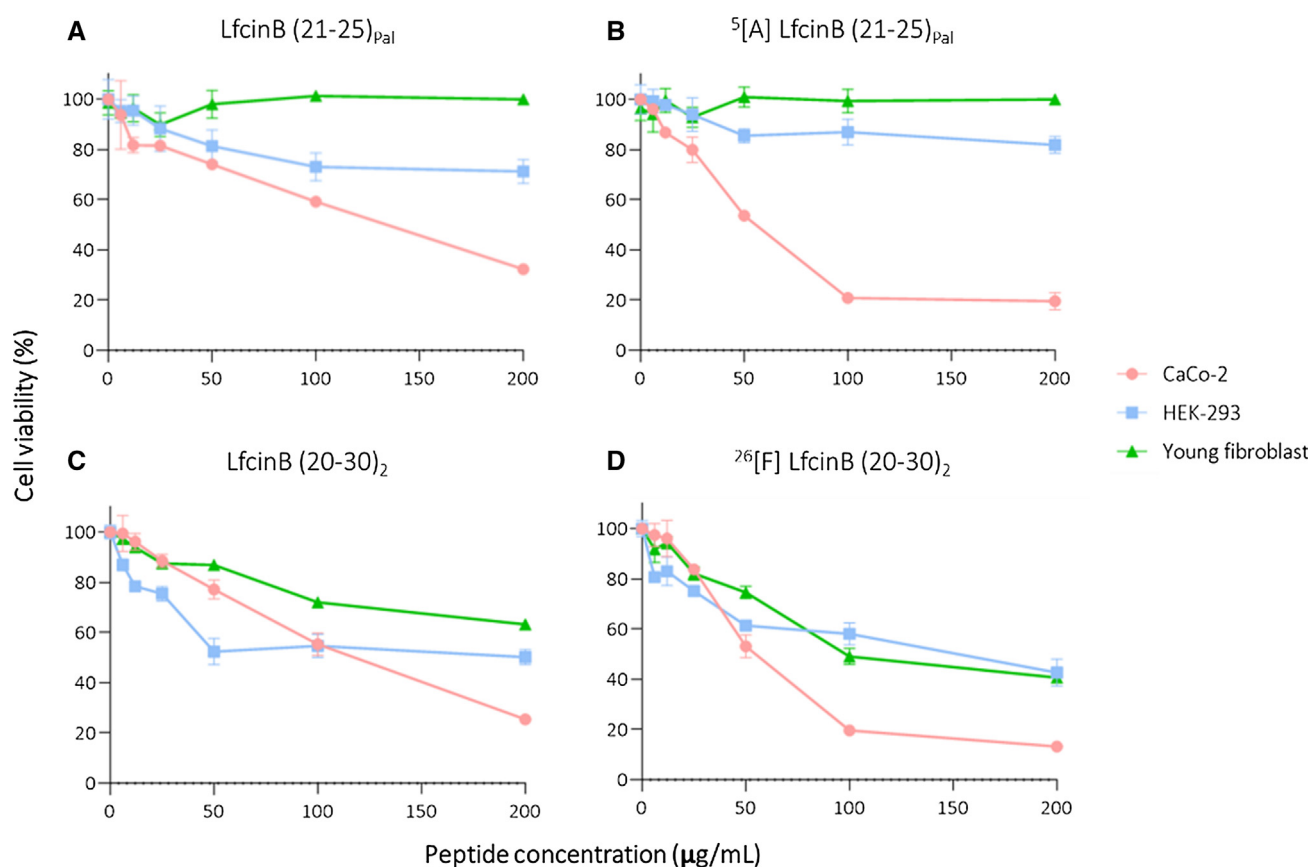 A
LfcinB (21-25)Pal
B
5[A] LfcinB (21-25)Pal
100
80
60
40
20
0
0 50 100 150 200
100
80
60
40
20
0
0 50 100 150 200
Cell viability (%)
CaCo-2
HEK-293
Young fibroblast
C
LfcinB (20-30)2
D
26[F] LfcinB (20-30)2
100
80
60
40
20
0
0 50 100 150 200
100
80
60
40
20
0
0 50 100 150 200
Peptide concentration (µg/mL)